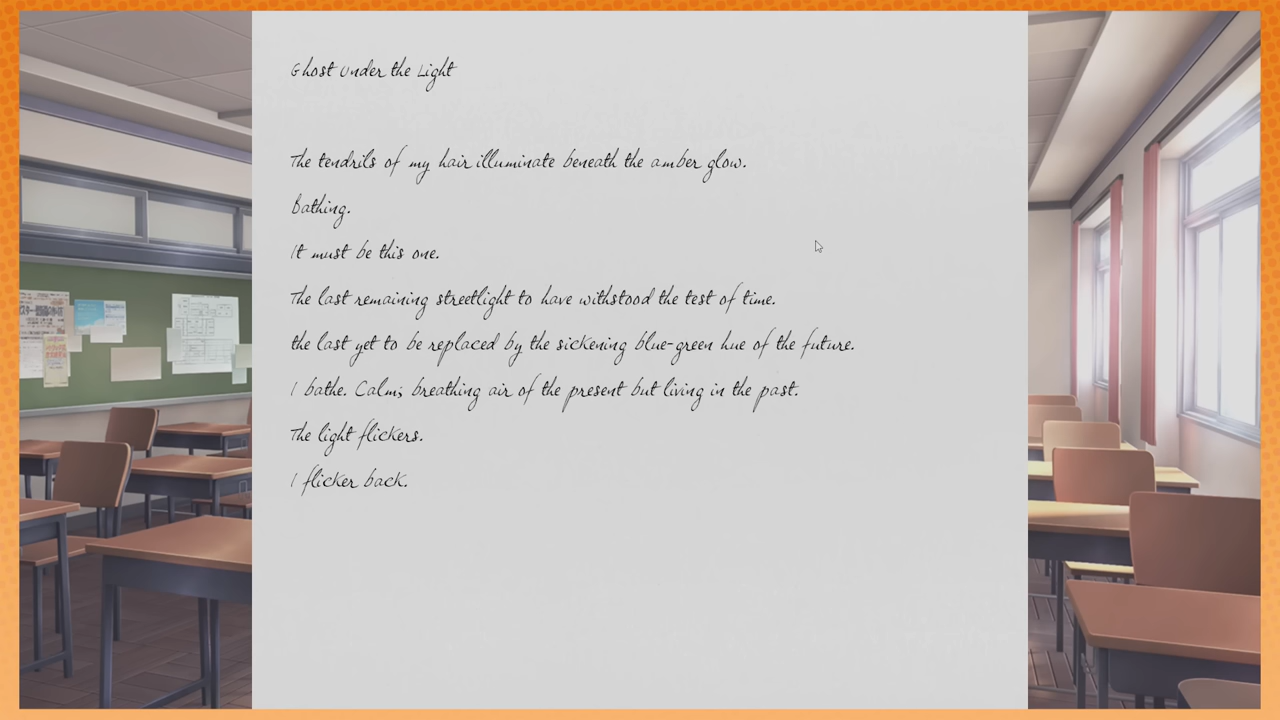 Ghost Under the Light
The tendrils of my hair illuminate beneath the amber glow.
Bathing.
It must be this one.
The last remaining streetlight to have withstood the test of time.
the last yet to be replaced by the sickening blue-green hue of the future.
I bathe. Calm; breathing air of the present but living in the past.
The light flickers.
I flicker back.